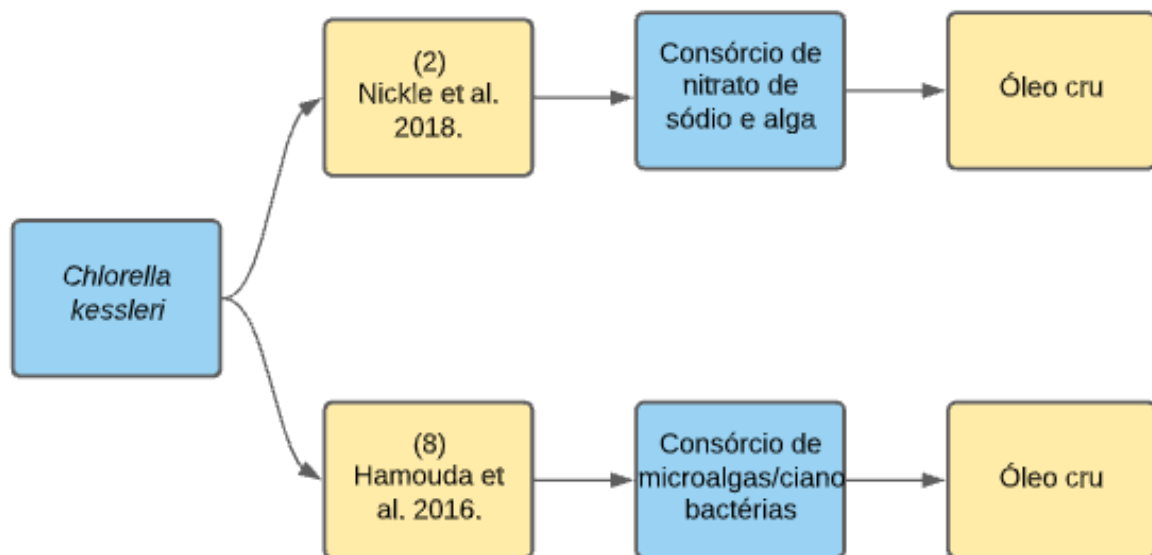 (2)
Nickle et al.
2018.
Consórcio de
nitrato de
sódio e alga
Óleo cru
Chlorella
kessleri
(8)
Hamouda et
al. 2016.
Consórcio de
microalgas/ciano
bactérias
Óleo cru